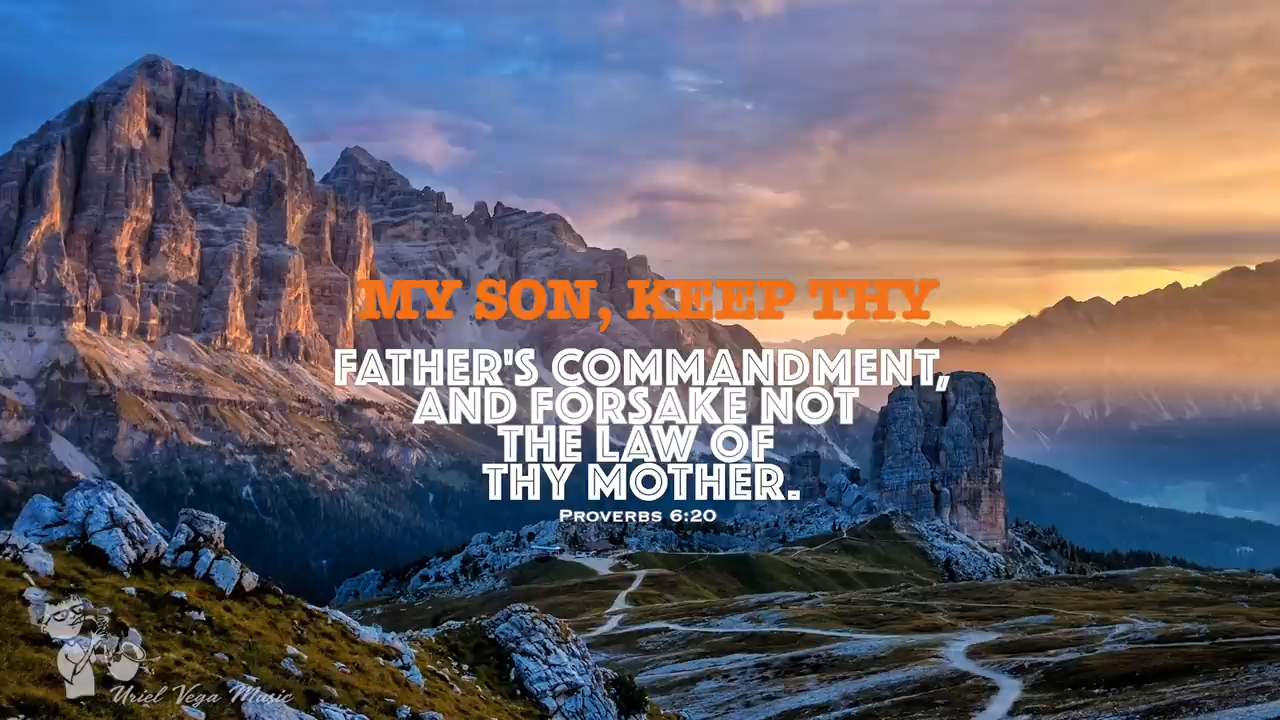 MY SON, KEEP THY
FATHER'S COMMANDMENT,
AND FORSAKE NOT
THE LAW OF
THY MOTHER.
PROVERBS 6:20
Uriel Vega Music